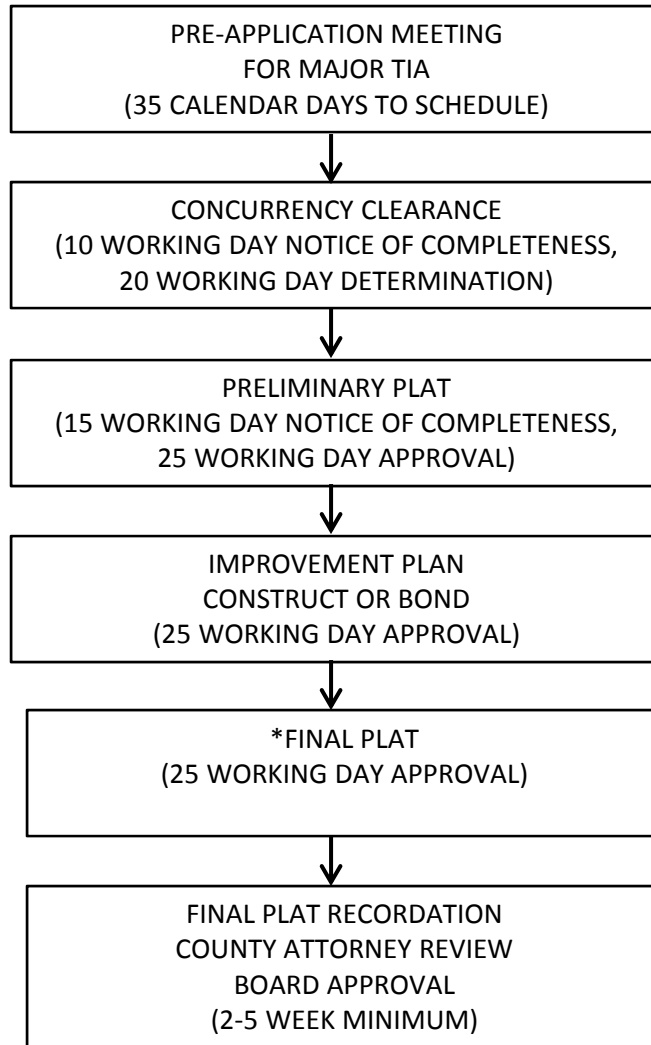 PRE-APPLICATION MEETING
FOR MAJOR TIA
(35 CALENDAR DAYS TO SCHEDULE)
CONCURRENCY CLEARANCE
(10 WORKING DAY NOTICE OF COMPLETENESS,
20 WORKING DAY DETERMINATION)
PRELIMINARY PLAT
(15 WORKING DAY NOTICE OF COMPLETENESS,
25 WORKING DAY APPROVAL)
IMPROVEMENT PLAN
CONSTRUCT OR BOND
(25 WORKING DAY APPROVAL)
*FINAL PLAT
(25 WORKING DAY APPROVAL)
FINAL PLAT RECORDATION
COUNTY ATTORNEY REVIEW
BOARD APPROVAL
(2-5 WEEK MINIMUM)